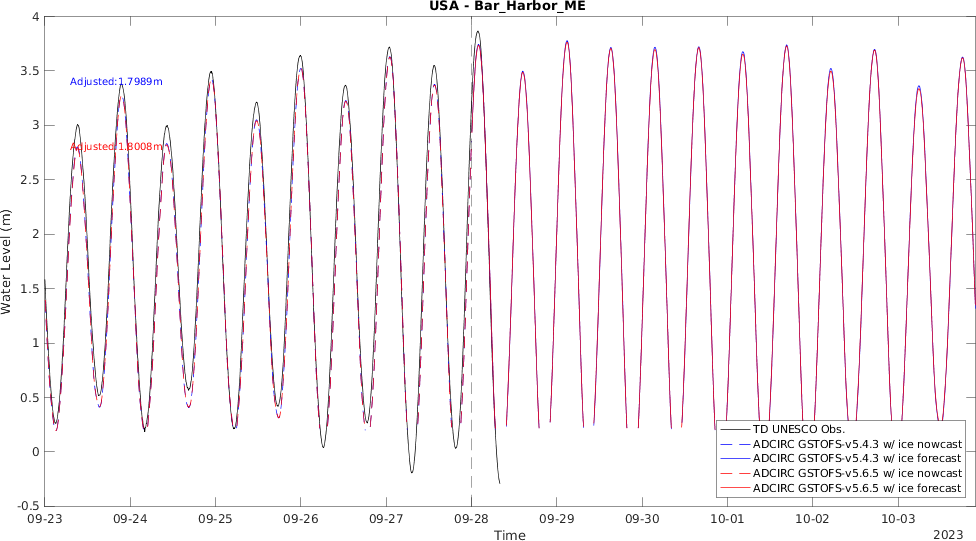 USA - Bar_Harbor_ME
4
3.5
3
2.5
2
1.5
1
0.5
0
-0.5
Water Level (m)
Adjusted:1.7989m
Adjusted:1.8008m
TD UNESCO Obs.
ADCIRC GSTOFS-v5.4.3 w/ ice nowcast
ADCIRC GSTOFS-v5.4.3 w/ ice forecast
ADCIRC GSTOFS-v5.6.5 w/ ice nowcast
ADCIRC GSTOFS-v5.6.5 w/ ice forecast
09-23 09-24 09-25 09-26 09-27 09-28 09-29 09-30 10-01 10-02 10-03
Time
2023